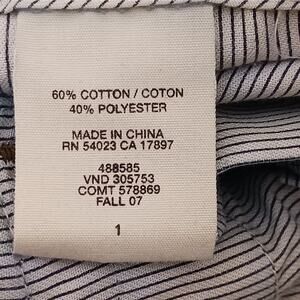 60% COTTON / COTON
40% POLYESTER
MADE IN CHINA
RN 54023 CA 17897
488585
VND 305753
COMT 578869
FALL 07
1